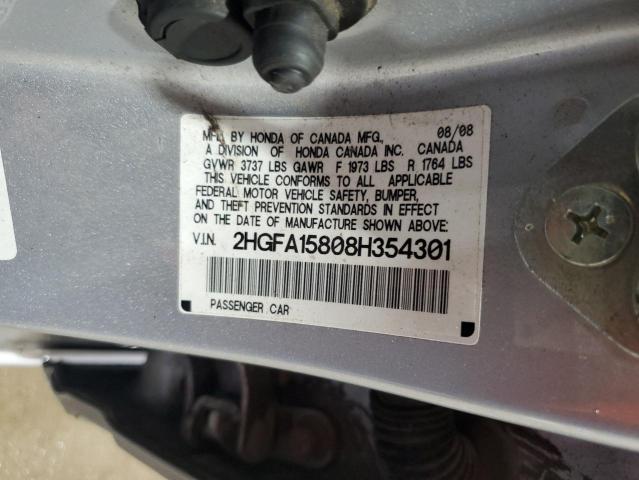 MFD. BY HONDA OF CANADA MFG., 08/08
A DIVISION OF HONDA CANADA INC. CANADA
GVWR 3737 LBS GAWR F 1973 LBS R 1764 LBS
THIS VEHICLE CONFORMS TO ALL APPLICABLE
FEDERAL MOTOR VEHICLE SAFETY, BUMPER,
AND THEFT PREVENTION STANDARDS IN EFFECT
ON THE DATE OF MANUFACTURE SHOWN ABOVE:
V.I.N. 2HGFA15808H354301
PASSENGER CAR